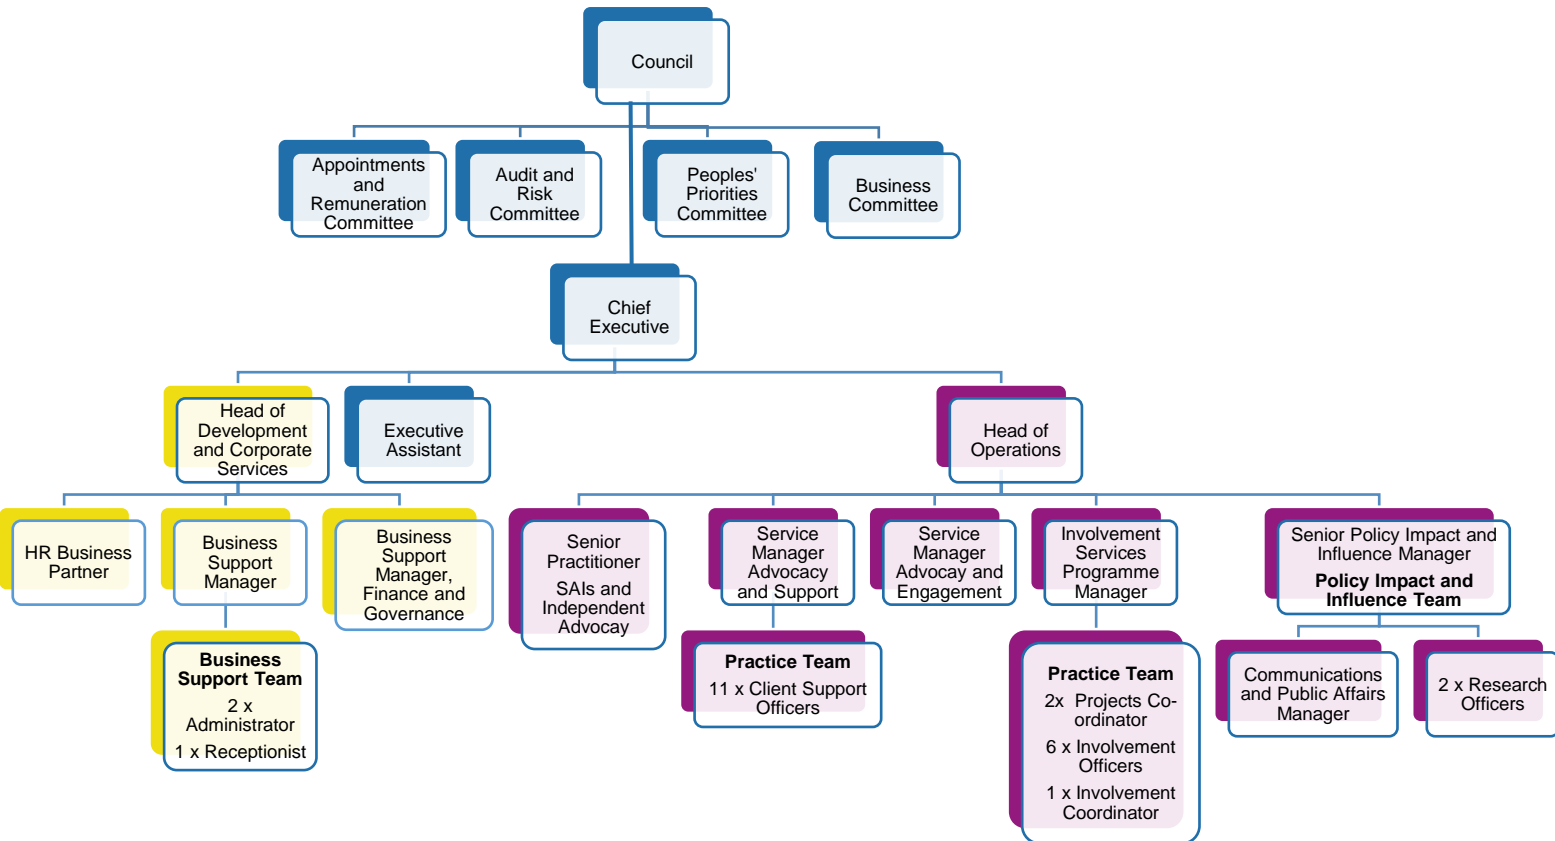 Council
Appointments
and
Remuneration
Committee
Audit and
Risk
Committee
Peoples'
Priorities
Committee
Business
Committee
Chief
Executive
Head of
Development
and Corporate
Services
Executive
Assistant
Head of
Operations
HR Business
Partner
Business
Support
Manager
Business
Support
Manager,
Finance and
Governance
Senior
Practitioner
SAIs and
Independent
Advocay
Service
Manager
Advocacy
and Support
Service
Manager
Advocay and
Engagement
Involvement
Services
Programme
Manager
Senior Policy Impact and
Influence Manager
Policy Impact and
Influence Team
Business
Support Team
2 x
Administrator
1 x Receptionist
Practice Team
11 x Client Support
Officers
Practice Team
2x Projects Co-
ordinator
6 x Involvement
Officers
1 x Involvement
Coordinator
Communications
and Public Affairs
Manager
2 x Research
Officers